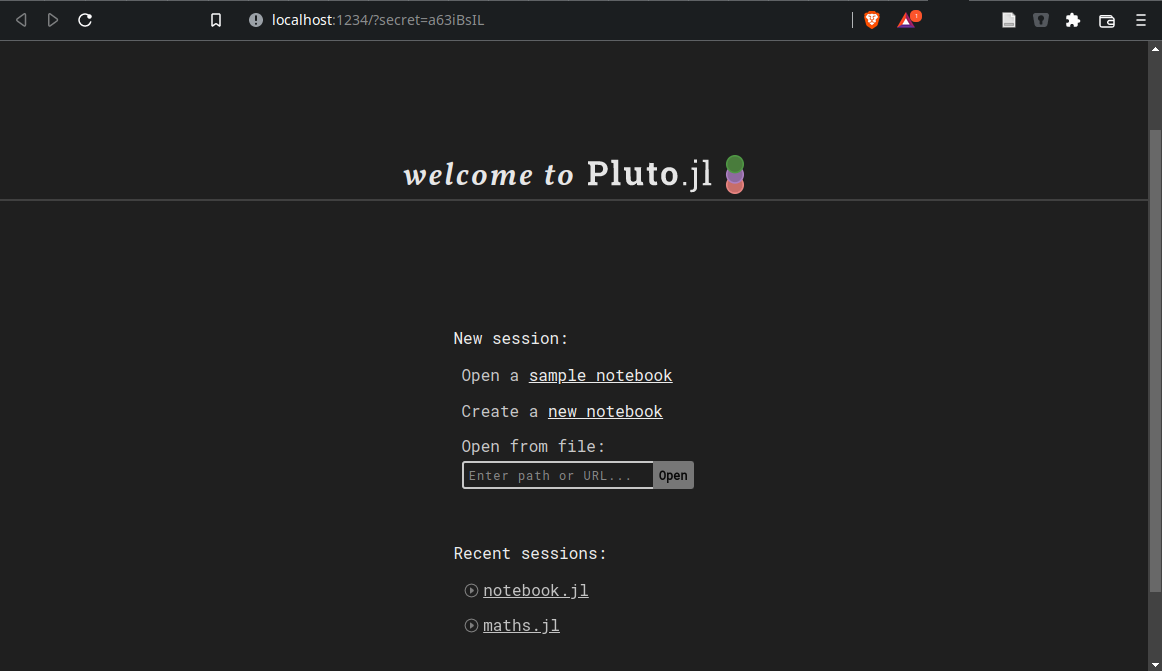 localhost:1234/?secret=a63iBsIL
1
welcome to Pluto.jl
New session:
Open a sample notebook
Create a new notebook
Open from file:
Enter path or URL... Open
Recent sessions:
notebook.jl
maths.jl